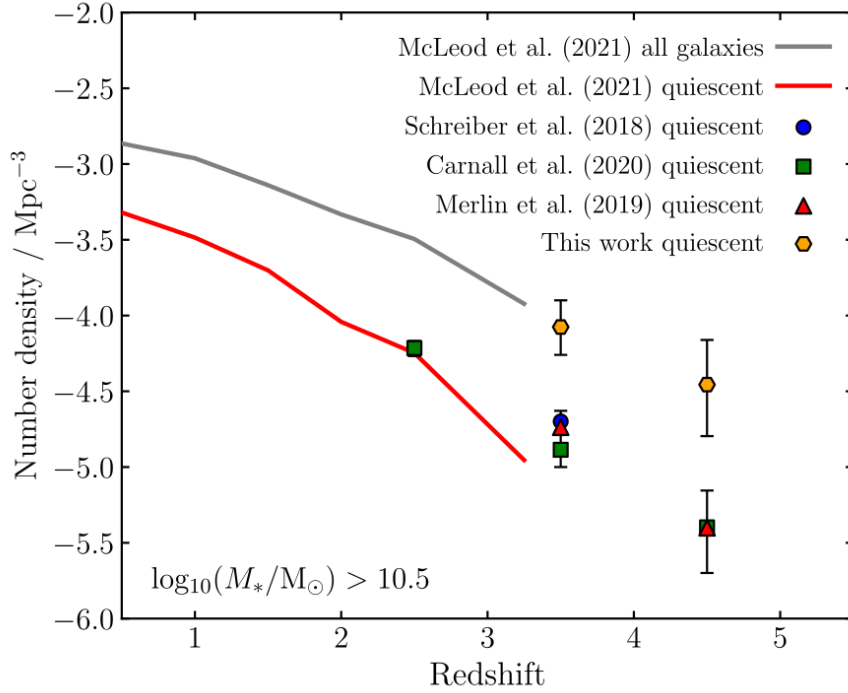 −2.0
−2.5
−3.0
−3.5
−4.0
−4.5
−5.0
−5.5
−6.0
Number density / Mpc⁻³
McLeod et al. (2021) all galaxies
McLeod et al. (2021) quiescent
Schreiber et al. (2018) quiescent
Carnall et al. (2020) quiescent
Merlin et al. (2019) quiescent
This work quiescent
log₁₀(M∗/M☉) > 10.5
1 2 3 4 5
Redshift